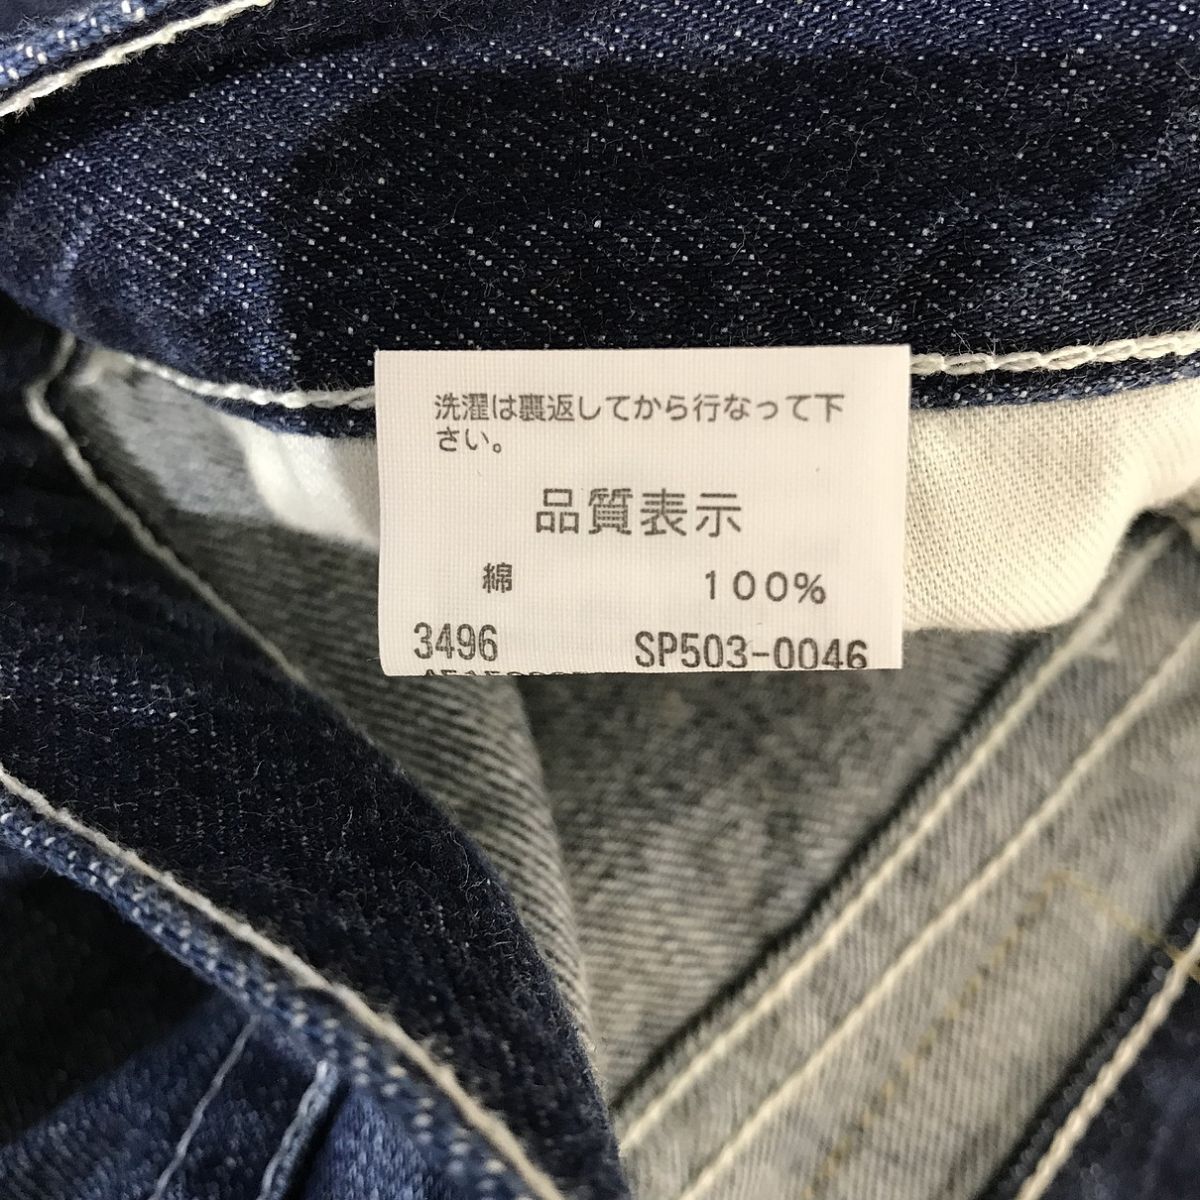 洗濯は裏返してから行なって下
さい。
品質表示
綿 100%
3496 SP503-0046